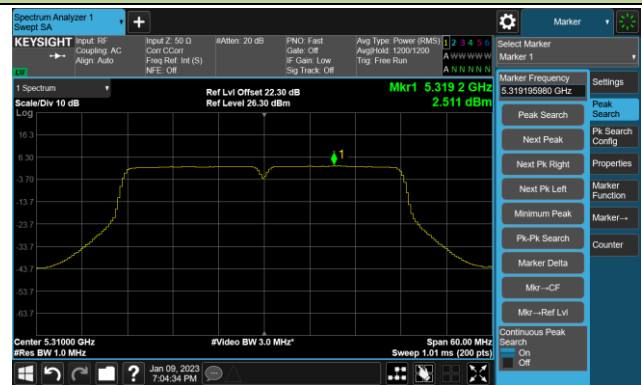 Spectrum Analyzer 1
Swept SA
Marker
KEYSIGHT
Input: RF
Coupling: AC
Align: Auto
Input Z: 50 Ω
Corr CCorr
Freq Ref: Int (S)
NFE: Off
#Atten: 20 dB
PNO: Fast
Gate: Off
IF Gain: Low
Sig Track: Off
Avg Type: Power (RMS)
Avg|Hold: 1200/1200
Trig: Free Run
1 2 3 4 5 6
A W W W W W
A N N N N N
1 Spectrum
Scale/Div 10 dB
Log
Ref Lvl Offset 22.30 dB
Ref Level 26.30 dBm
Mkr1 5.319 2 GHz
2.511 dBm
16.3
6.30
-3.70
-13.7
-23.7
-33.7
-43.7
-53.7
-63.7
1
Center 5.31000 GHz
#Res BW 1.0 MHz
#Video BW 3.0 MHz*
Span 60.00 MHz
Sweep 1.01 ms (200 pts)
Select Marker
Marker 1
Marker Frequency
5.319195980 GHz
Peak Search
Next Peak
Next Pk Right
Next Pk Left
Minimum Peak
Pk-Pk Search
Marker Delta
Mkr→CF
Mkr→Ref Lvl
Continuous Peak
Search
On
Off
Settings
Peak
Search
Pk Search
Config
Properties
Marker
Function
Marker→
Counter
Jan 09, 2023
7:04:34 PM